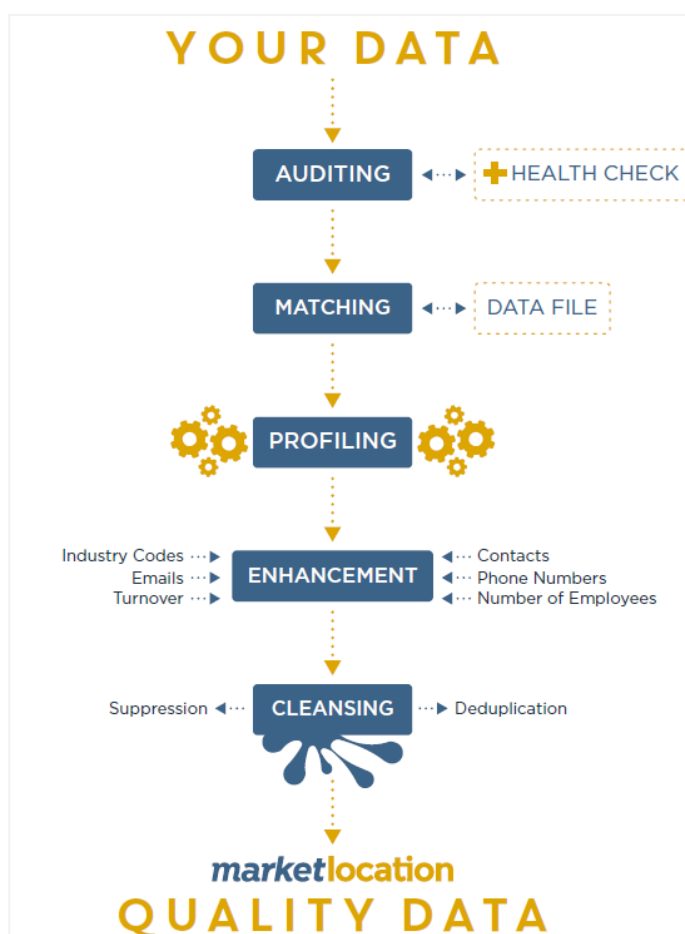 YOUR DATA
AUDITING
HEALTH CHECK
MATCHING
DATA FILE
PROFILING
Industry Codes
Emails
Turnover
ENHANCEMENT
Contacts
Phone Numbers
Number of Employees
Suppression
CLEANSING
Deduplication
marketlocation
QUALITY DATA